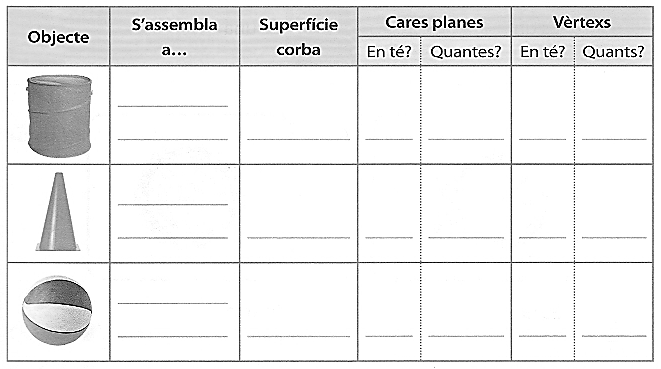 Objecte
S'assembla
a...
Superfície
corba
Cares planes
Vèrtexs
En té?
Quantes?
En té?
Quants?